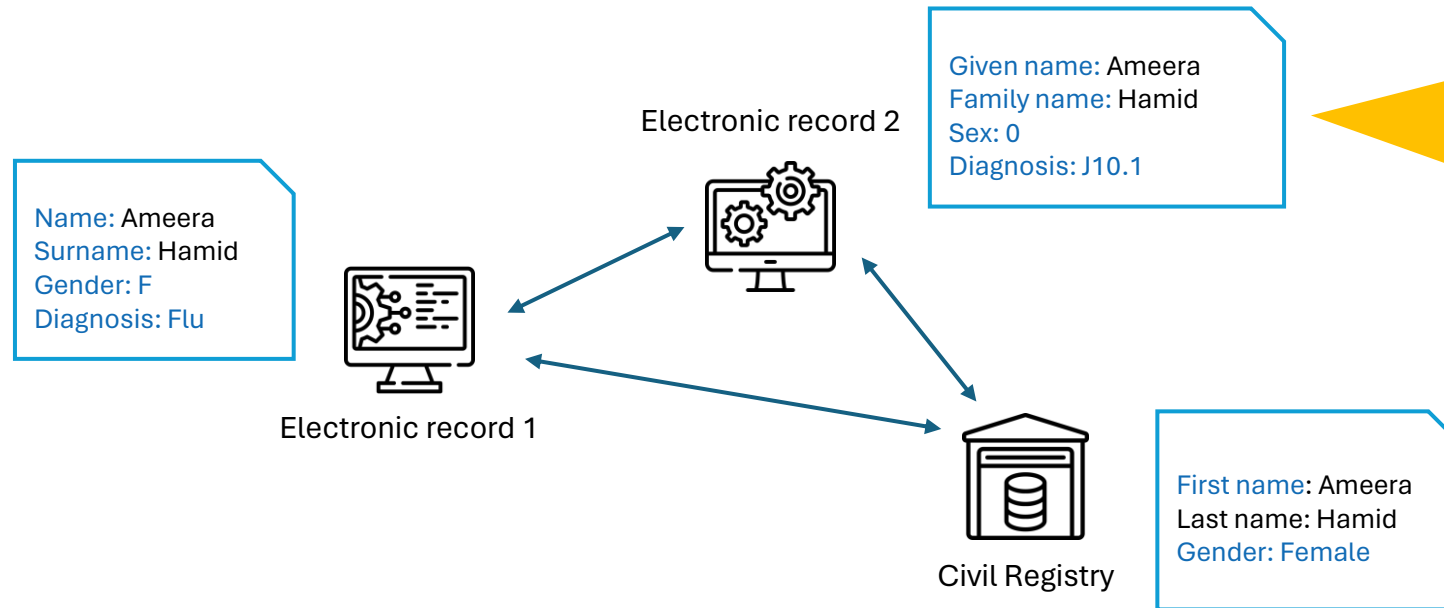 Given name: Ameera
Family name: Hamid
Sex: 0
Diagnosis: J10.1
Electronic record 2
Name: Ameera
Surname: Hamid
Gender: F
Diagnosis: Flu
Electronic record 1
First name: Ameera
Last name: Hamid
Gender: Female
Civil Registry